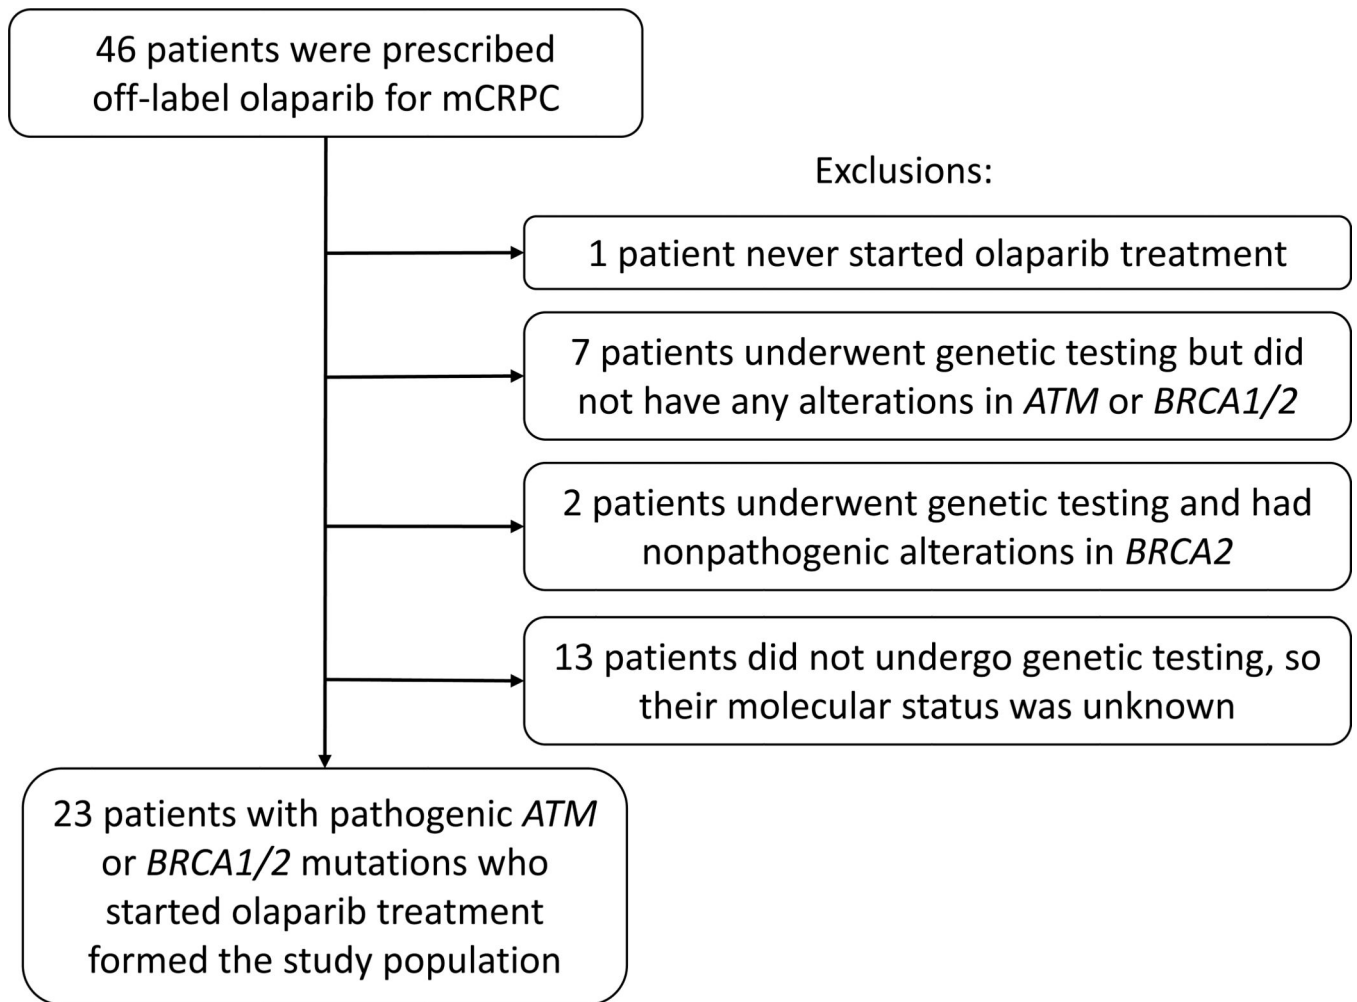 46 patients were prescribed
off-label olaparib for mCRPC
Exclusions:
1 patient never started olaparib treatment
7 patients underwent genetic testing but did
not have any alterations in ATM or BRCA1/2
2 patients underwent genetic testing and had
nonpathogenic alterations in BRCA2
13 patients did not undergo genetic testing, so
their molecular status was unknown
23 patients with pathogenic ATM
or BRCA1/2 mutations who
started olaparib treatment
formed the study population